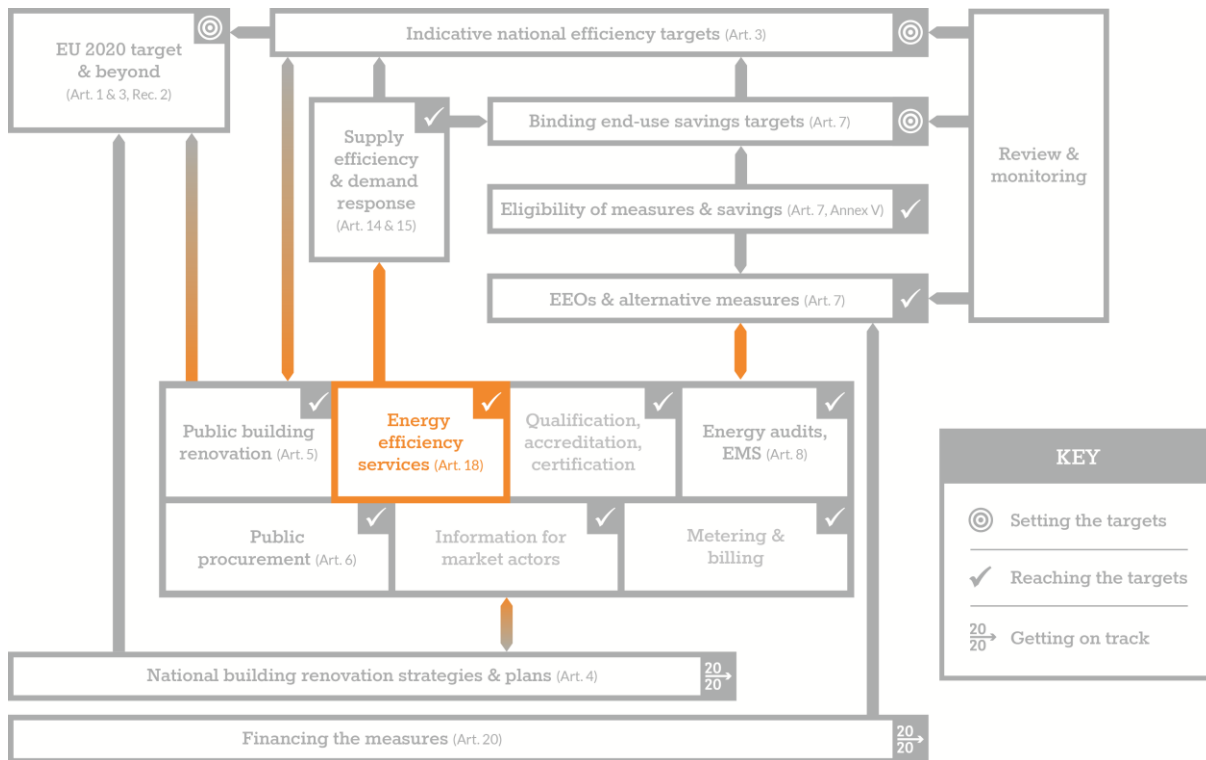 EU 2020 target
& beyond
(Art. 1 & 3, Rec. 2)
Indicative national efficiency targets (Art. 3)
Supply
efficiency
& demand
response
(Art. 14 & 15)
Binding end-use savings targets (Art. 7)
Eligibility of measures & savings (Art. 7, Annex V)
EEOs & alternative measures (Art. 7)
Review &
monitoring
Public building
renovation (Art. 5)
Energy
efficiency
services (Art. 18)
Qualification,
accreditation,
certification
Energy audits,
EMS (Art. 8)
Public
procurement (Art. 6)
Information for
market actors
Metering &
billing
National building renovation strategies & plans (Art. 4)
20
20
Financing the measures (Art. 20)
20
20
KEY
Setting the targets
Reaching the targets
20
20
Getting on track